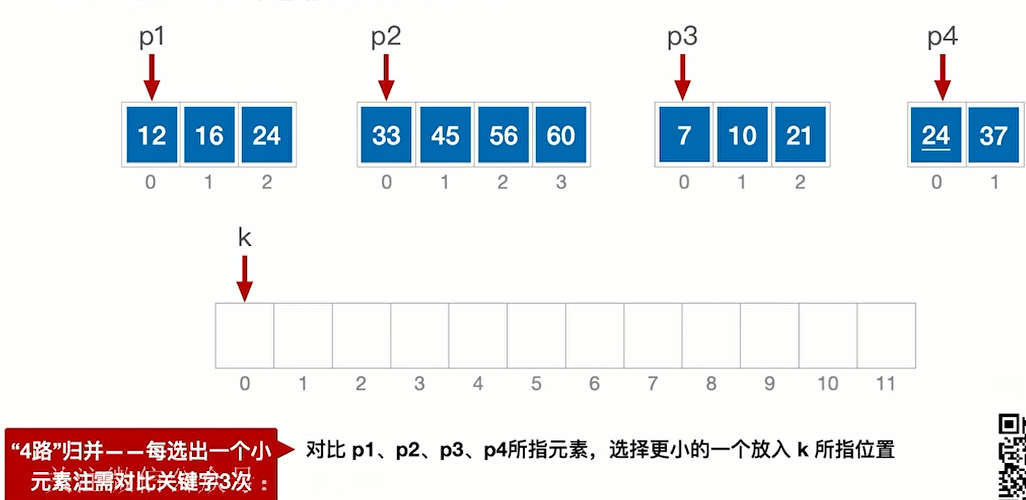 p1 p2 p3 p4
12 16 24 33 45 56 60 7 10 21 24 37
0 1 2 0 1 2 3 0 1 2 0 1
k
0 1 2 3 4 5 6 7 8 9 10 11
“4路”归并——每选出一个小 对比 p1、p2、p3、p4所指元素，选择更小的一个放入 k 所指位置
元素注需对比关键字3次：